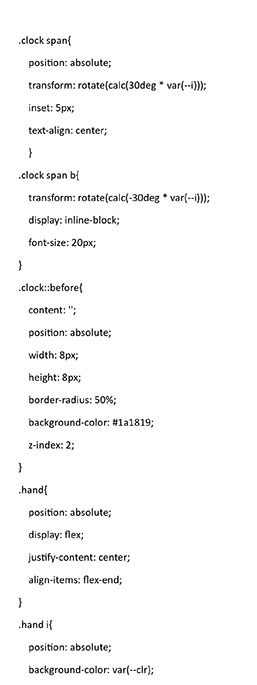 .clock span{
position: absolute;
transform: rotate(calc(30deg * var(--i)));
inset: 5px;
text-align: center;
}
.clock span b{
transform: rotate(calc(-30deg * var(--i)));
display: inline-block;
font-size: 20px;
}
.clock::before{
content: '';
position: absolute;
width: 8px;
height: 8px;
border-radius: 50%;
background-color: #1a1819;
z-index: 2;
}
.hand{
position: absolute;
display: flex;
justify-content: center;
align-items: flex-end;
}
.hand i{
position: absolute;
background-color: var(--clr);